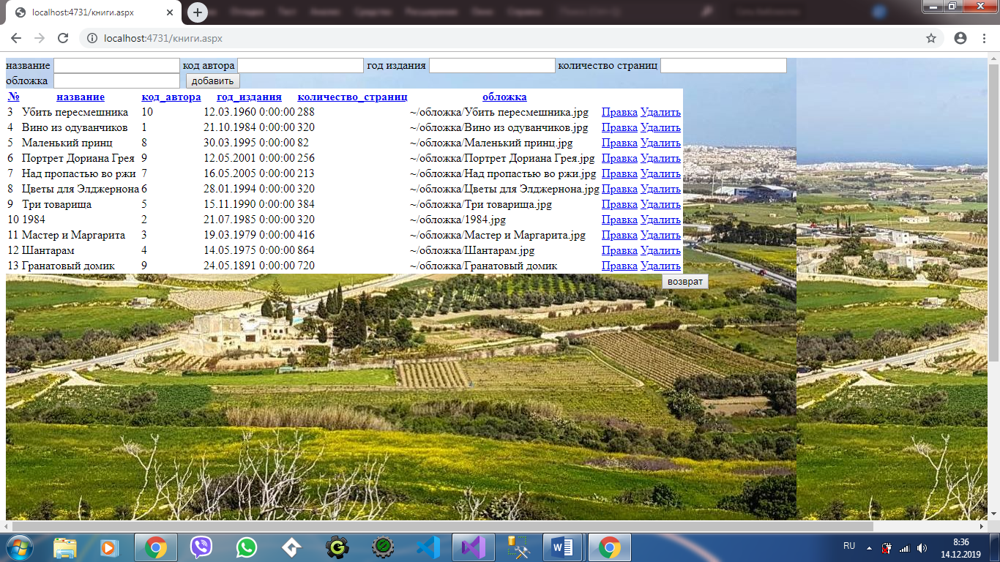 localhost:4731/книги.aspx
localhost:4731/книги.aspx
название код автора год издания количество страниц
обложка добавить
№ название код_автора год_издания количество_страниц обложка
3 Убить пересмешника 10 12.03.1960 0:00:00 288 ~/обложка/Убить пересмешника.jpg Правка Удалить
4 Вино из одуванчиков 1 21.10.1984 0:00:00 320 ~/обложка/Вино из одуванчиков.jpg Правка Удалить
5 Маленький принц 8 30.03.1995 0:00:00 82 ~/обложка/Маленький принц.jpg Правка Удалить
6 Портрет Дориана Грея 9 12.05.2001 0:00:00 256 ~/обложка/Портрет Дориана Грея.jpg Правка Удалить
7 Над пропастью во ржи 7 16.05.2005 0:00:00 213 ~/обложка/Над пропастью во ржи.jpg Правка Удалить
8 Цветы для Элджернона 6 28.01.1994 0:00:00 320 ~/обложка/Цветы для Элджернона.jpg Правка Удалить
9 Три товарища 5 15.11.1990 0:00:00 384 ~/обложка/Три товарища.jpg Правка Удалить
10 1984 2 21.07.1985 0:00:00 320 ~/обложка/1984.jpg Правка Удалить
11 Мастер и Маргарита 3 19.03.1979 0:00:00 416 ~/обложка/Мастер и Маргарита.jpg Правка Удалить
12 Шантарам 4 14.05.1975 0:00:00 864 ~/обложка/Шантарам.jpg Правка Удалить
13 Гранатовый домик 9 24.05.1891 0:00:00 720 ~/обложка/Гранатовый домик Правка Удалить
возврат
RU 8:36
14.12.2019